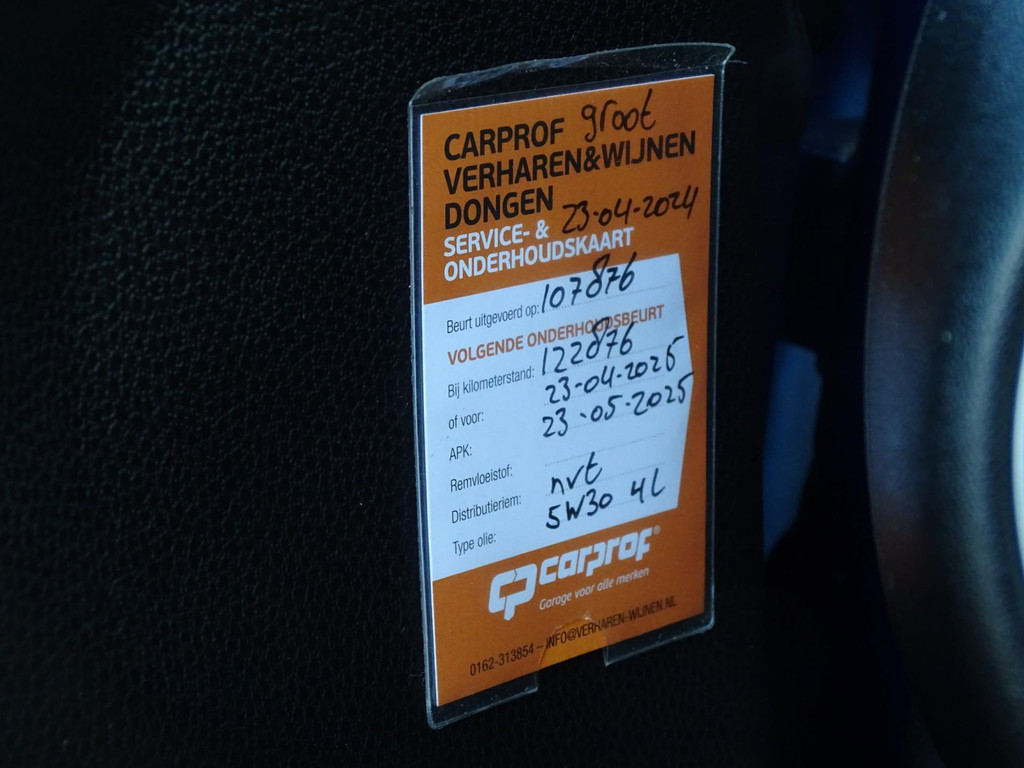 CARPROF groot
VERHAREN&WIJNEN
DONGEN 23-04-2024
SERVICE- &
ONDERHOUDSKAART
Beurt uitgevoerd op: 107876
VOLGENDE ONDERHOUDSBEURT
Bij kilometerstand: 122876
of voor: 23-04-2026
APK: 23-05-2025
Remvloeistof:
Distributieriem: nvt
Type olie: 5W30 4L
CP carprof®
Garage voor alle merken
0162-313854 – INFO@VERHAREN-WIJNEN.NL